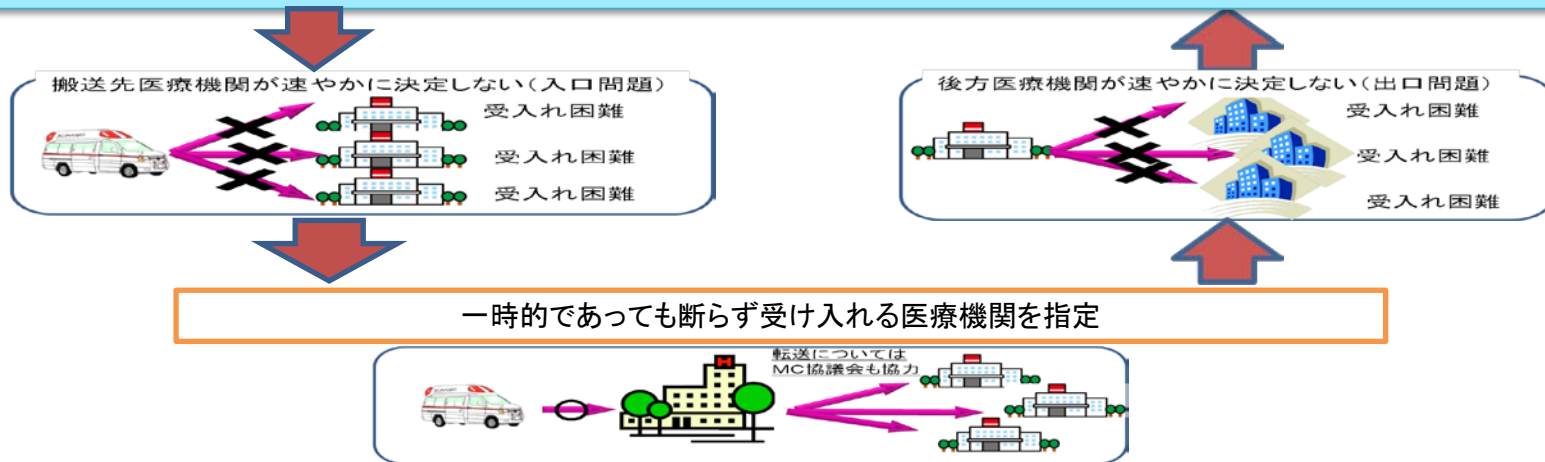 搬送先医療機関が速やかに決定しない(入口問題)
受入れ困難
受入れ困難
受入れ困難
後方医療機関が速やかに決定しない(出口問題)
受入れ困難
受入れ困難
受入れ困難
一時的であっても断らず受け入れる医療機関を指定
転送については
MC協議会も協力
H